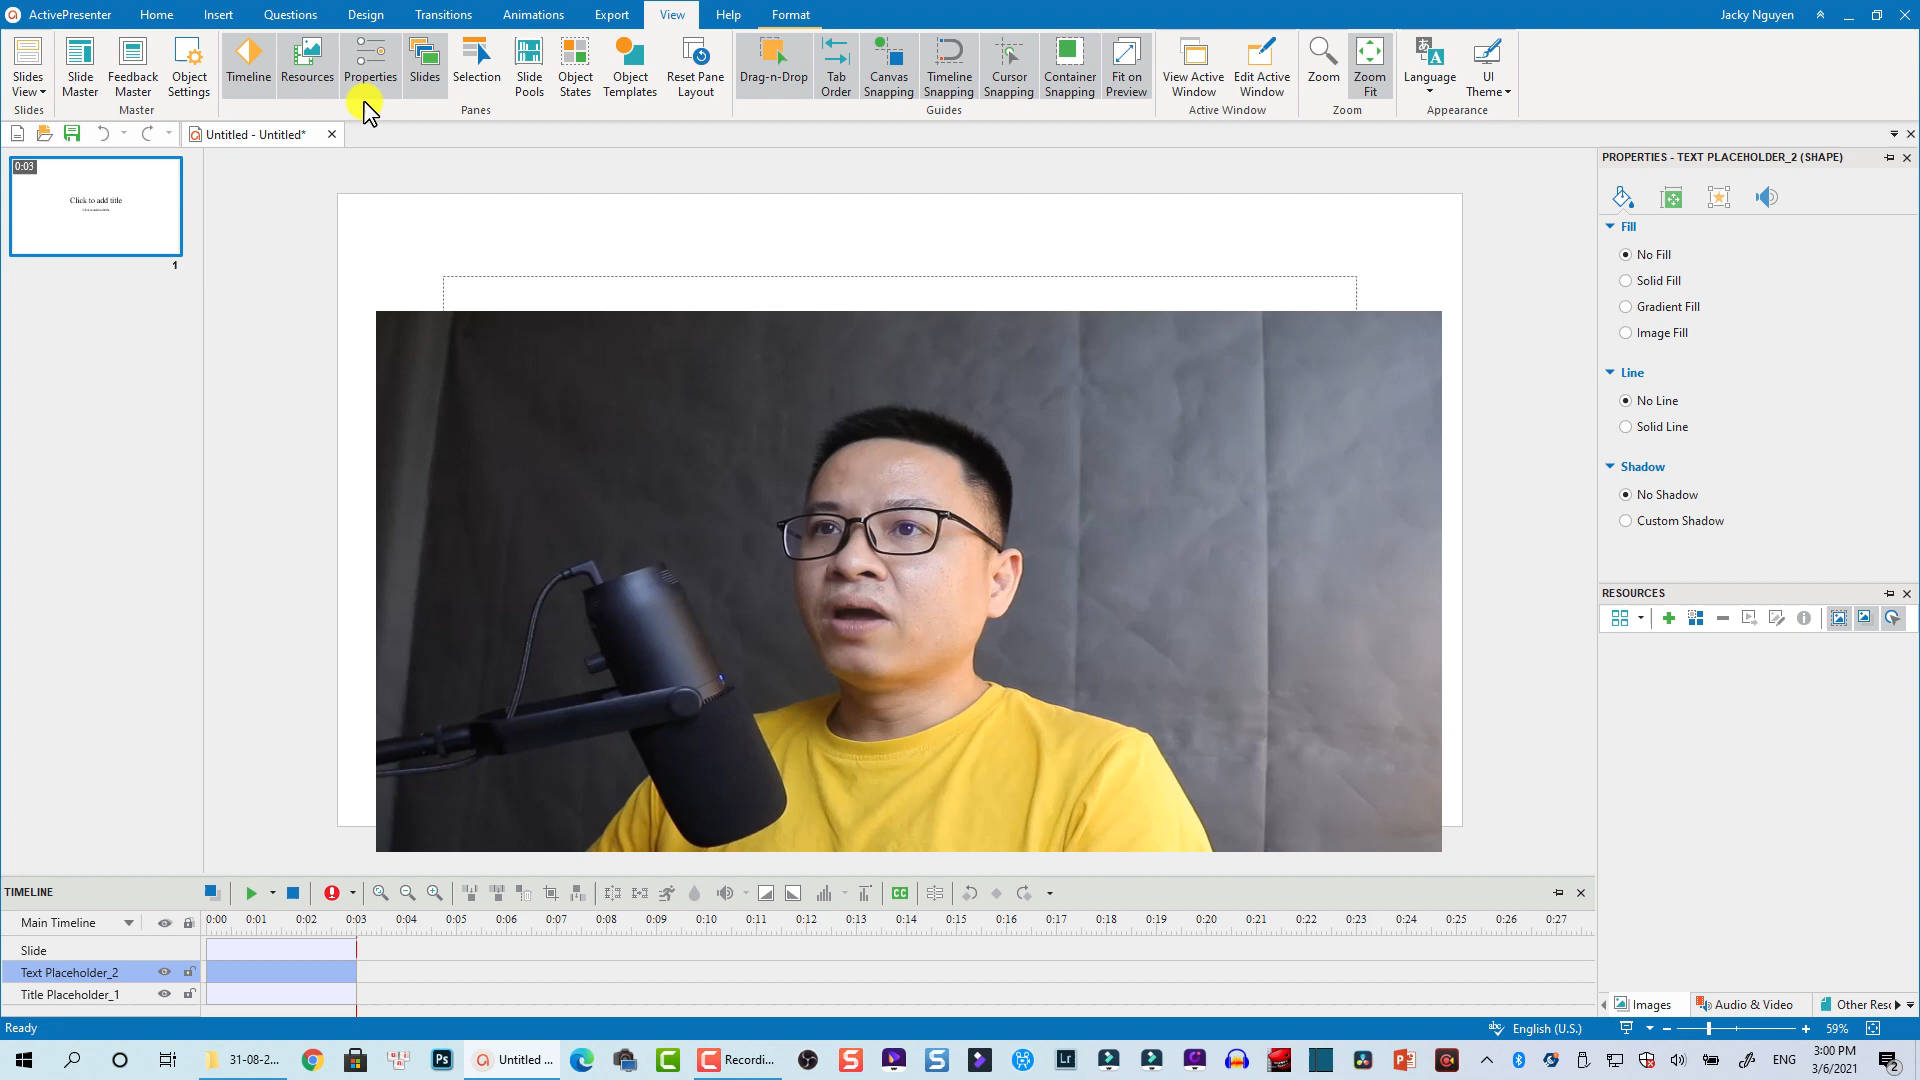 ActivePresenter Home Insert Questions Design Transitions Animations Export View Help Format Jacky Nguyen
Slides View
Slide Master
Feedback Master
Object Settings
Timeline
Resources
Properties
Slides
Selection
Slide Pools
Object States
Object Templates
Reset Pane Layout
Drag-n-Drop
Tab Order
Canvas Snapping
Timeline Snapping
Cursor Snapping
Container Snapping
Fit on Preview
View Active Window
Edit Active Window
Zoom
Zoom Fit
Language
UI Theme
Slides Master Panes Guides Active Window Zoom Appearance
Untitled - Untitled*
0:03
Click to add title
1
PROPERTIES - TEXT PLACEHOLDER_2 (SHAPE)
Fill
No Fill
Solid Fill
Gradient Fill
Image Fill
Line
No Line
Solid Line
Shadow
No Shadow
Custom Shadow
RESOURCES
Images Audio & Video Other Res
TIMELINE
CC
Main Timeline 0:00 0:01 0:02 0:03 0:04 0:05 0:06 0:07 0:08 0:09 0:10 0:11 0:12 0:13 0:14 0:15 0:16 0:17 0:18 0:19 0:20 0:21 0:22 0:23 0:24 0:25 0:26 0:27
Slide
Text Placeholder_2
Title Placeholder_1
Ready English (U.S.) 59%
31-08-2... Ps Untitled ... Recordi... Lr ENG 3:00 PM
3/6/2021 2